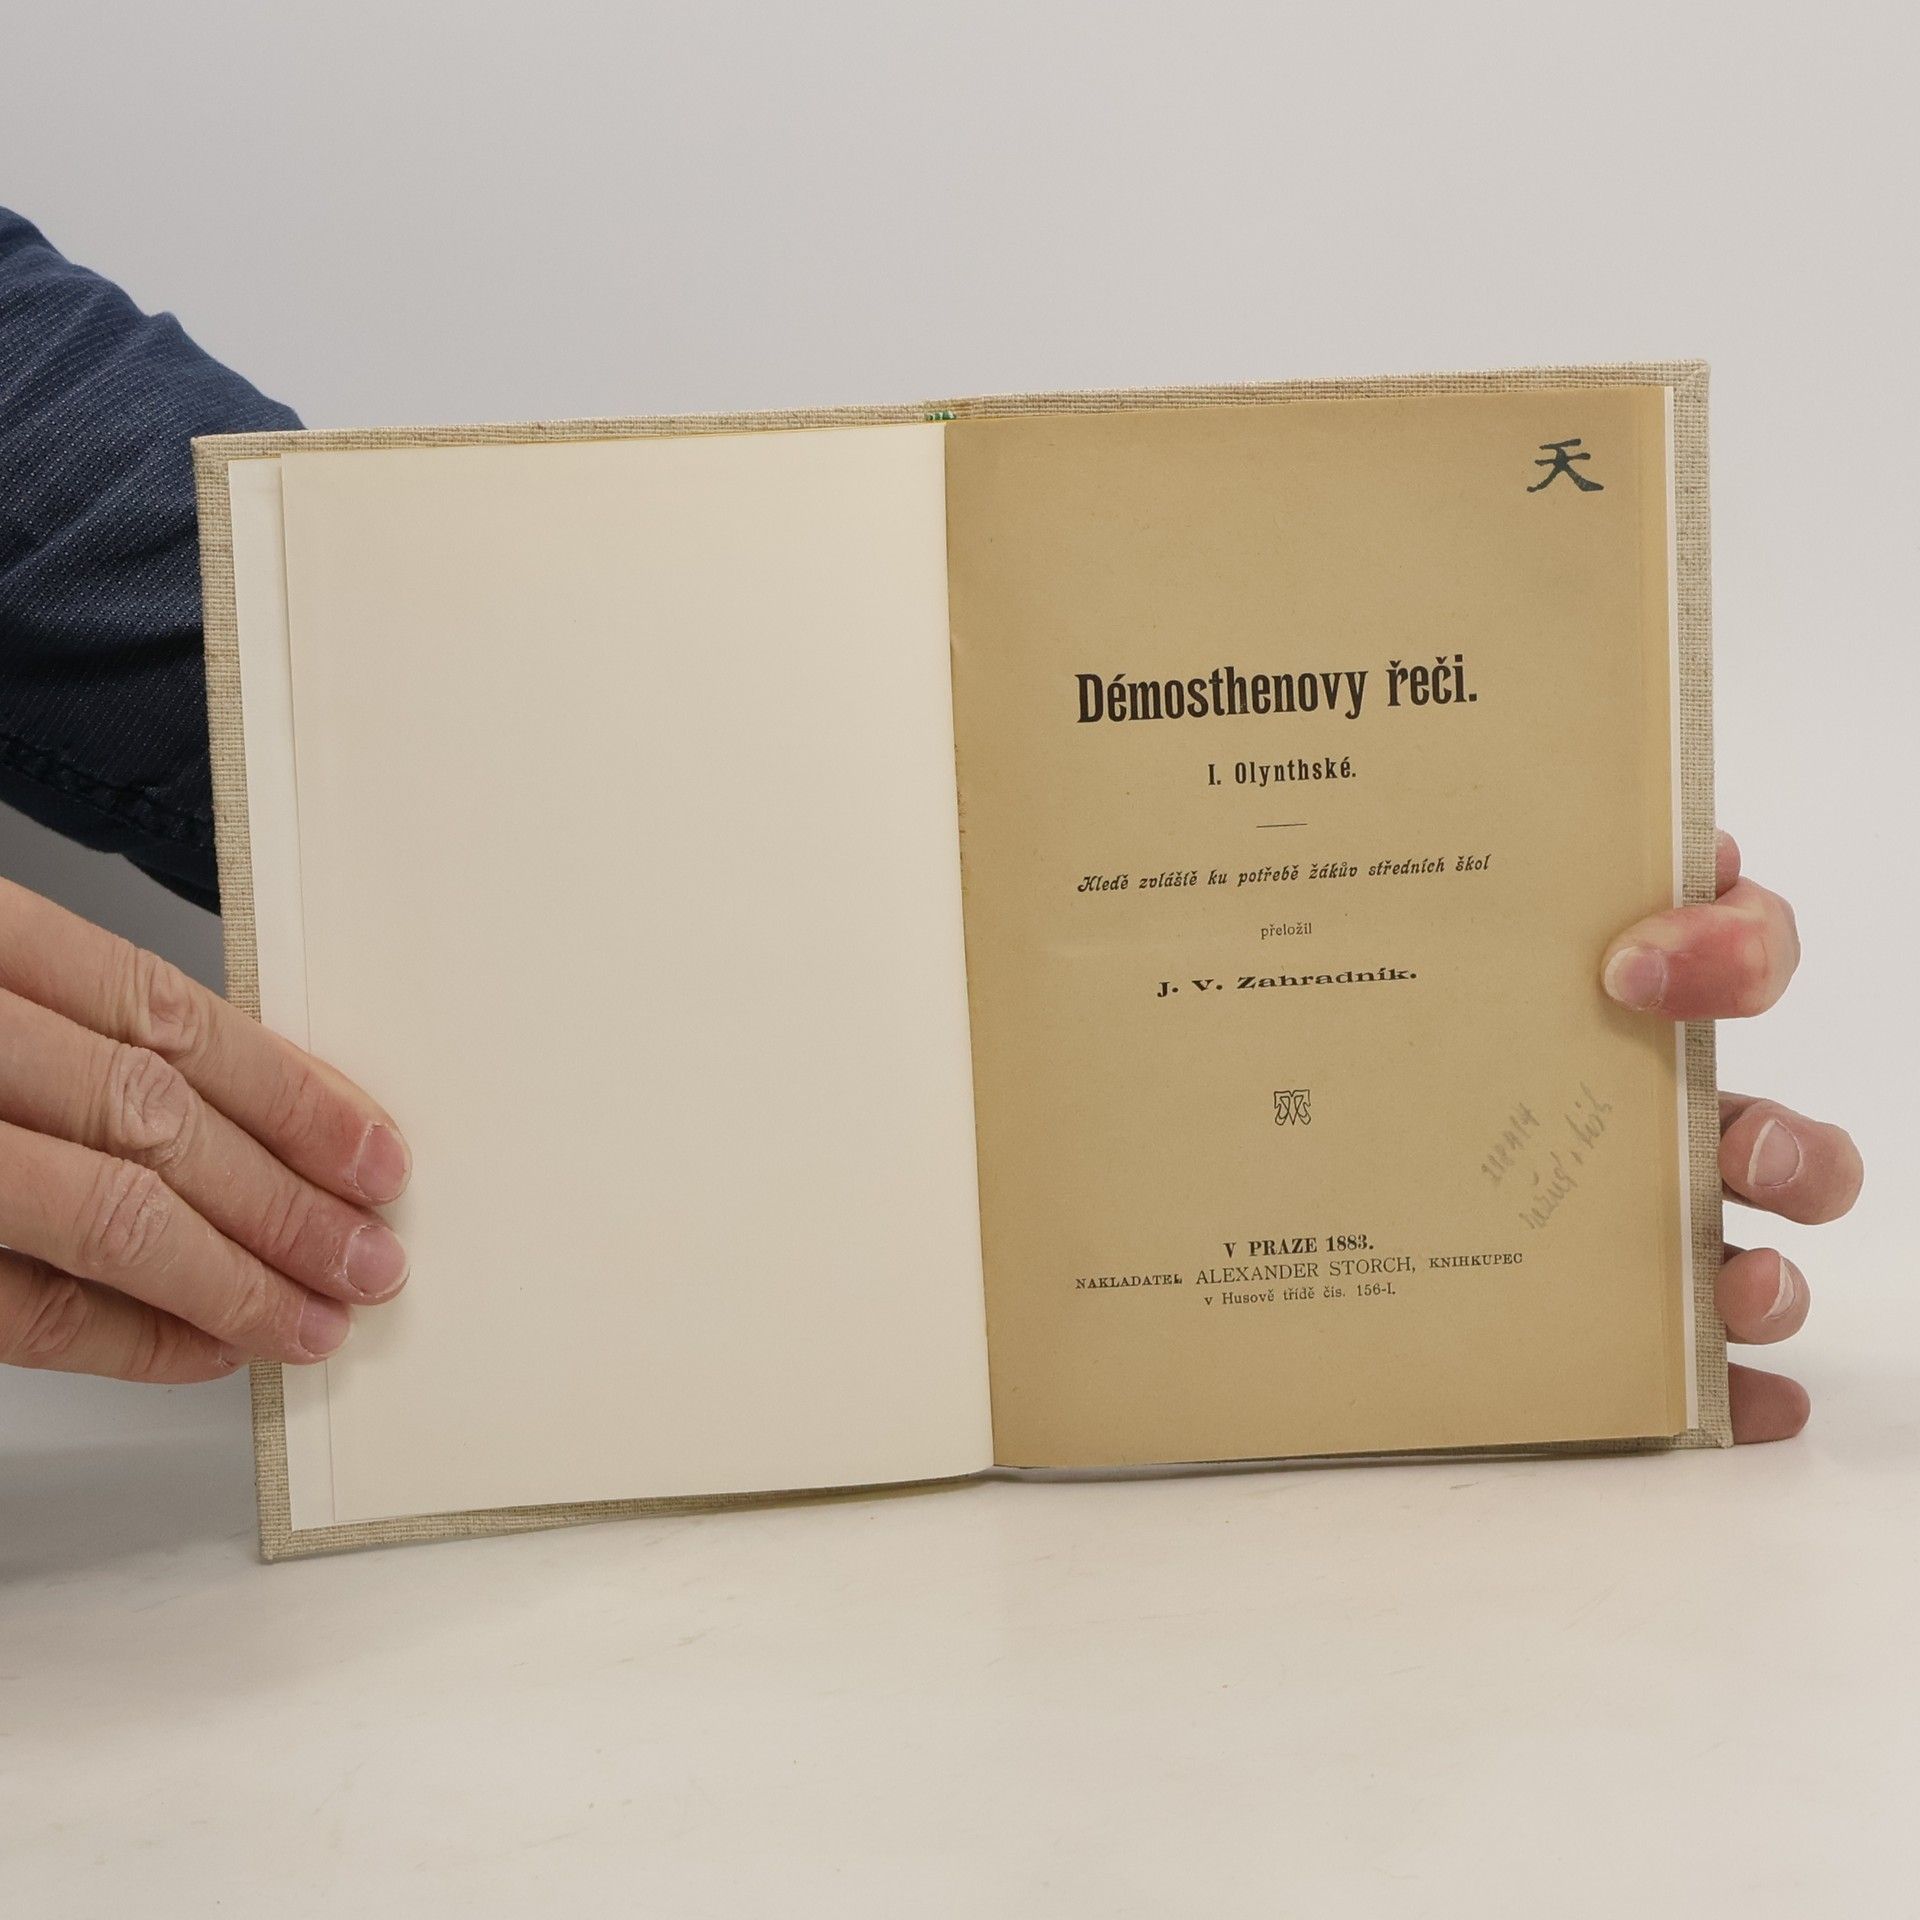 天
Démosthenovy řeči.
I. Olynthské.
Hledě zvláště ku potřebě žákův středních škol
přeložil
J. V. Zahradník.
V PRAZE 1883.
NAKLADATEL ALEXANDER STORCH, KNIHKUPEC
v Husově třídě čís. 156-I.